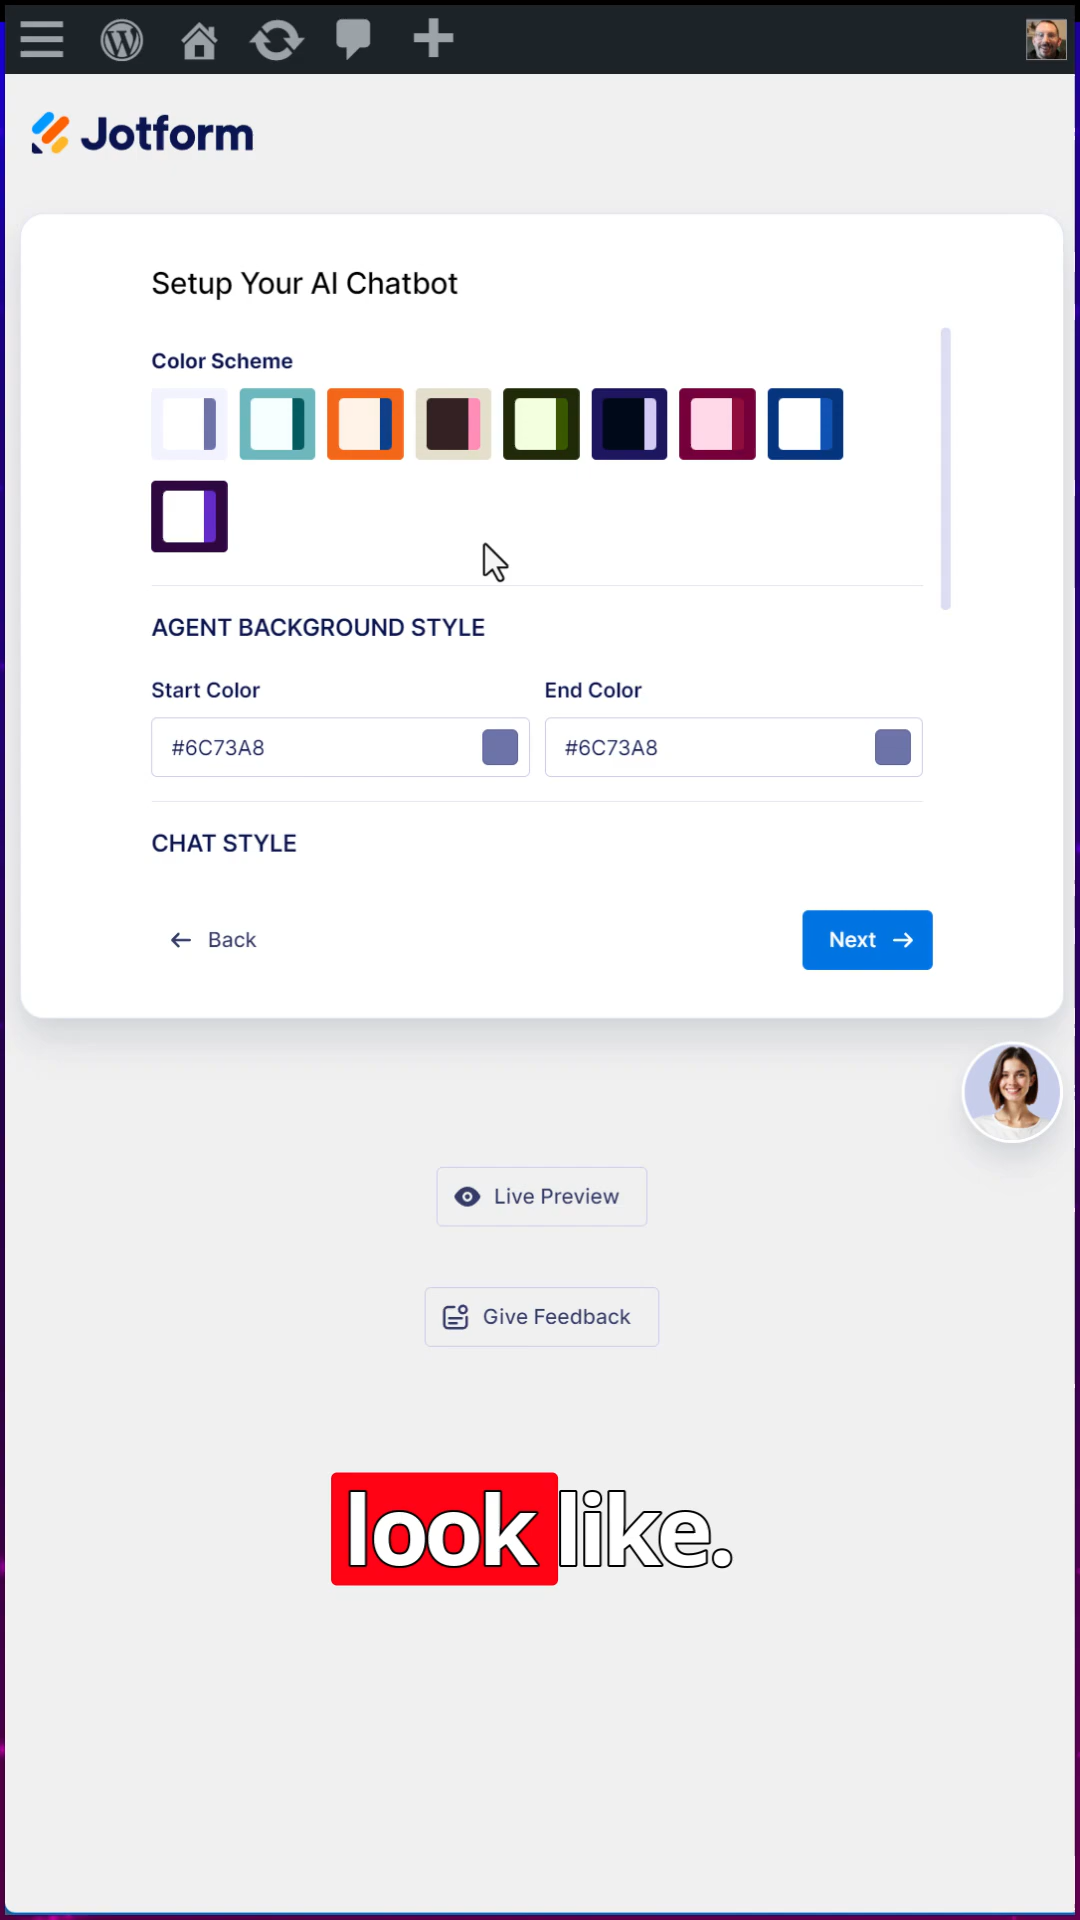 Jotform
Setup Your AI Chatbot
Color Scheme
AGENT BACKGROUND STYLE
Start Color
End Color
#6C73A8
#6C73A8
CHAT STYLE
Back
Next
Live Preview
Give Feedback
look like.